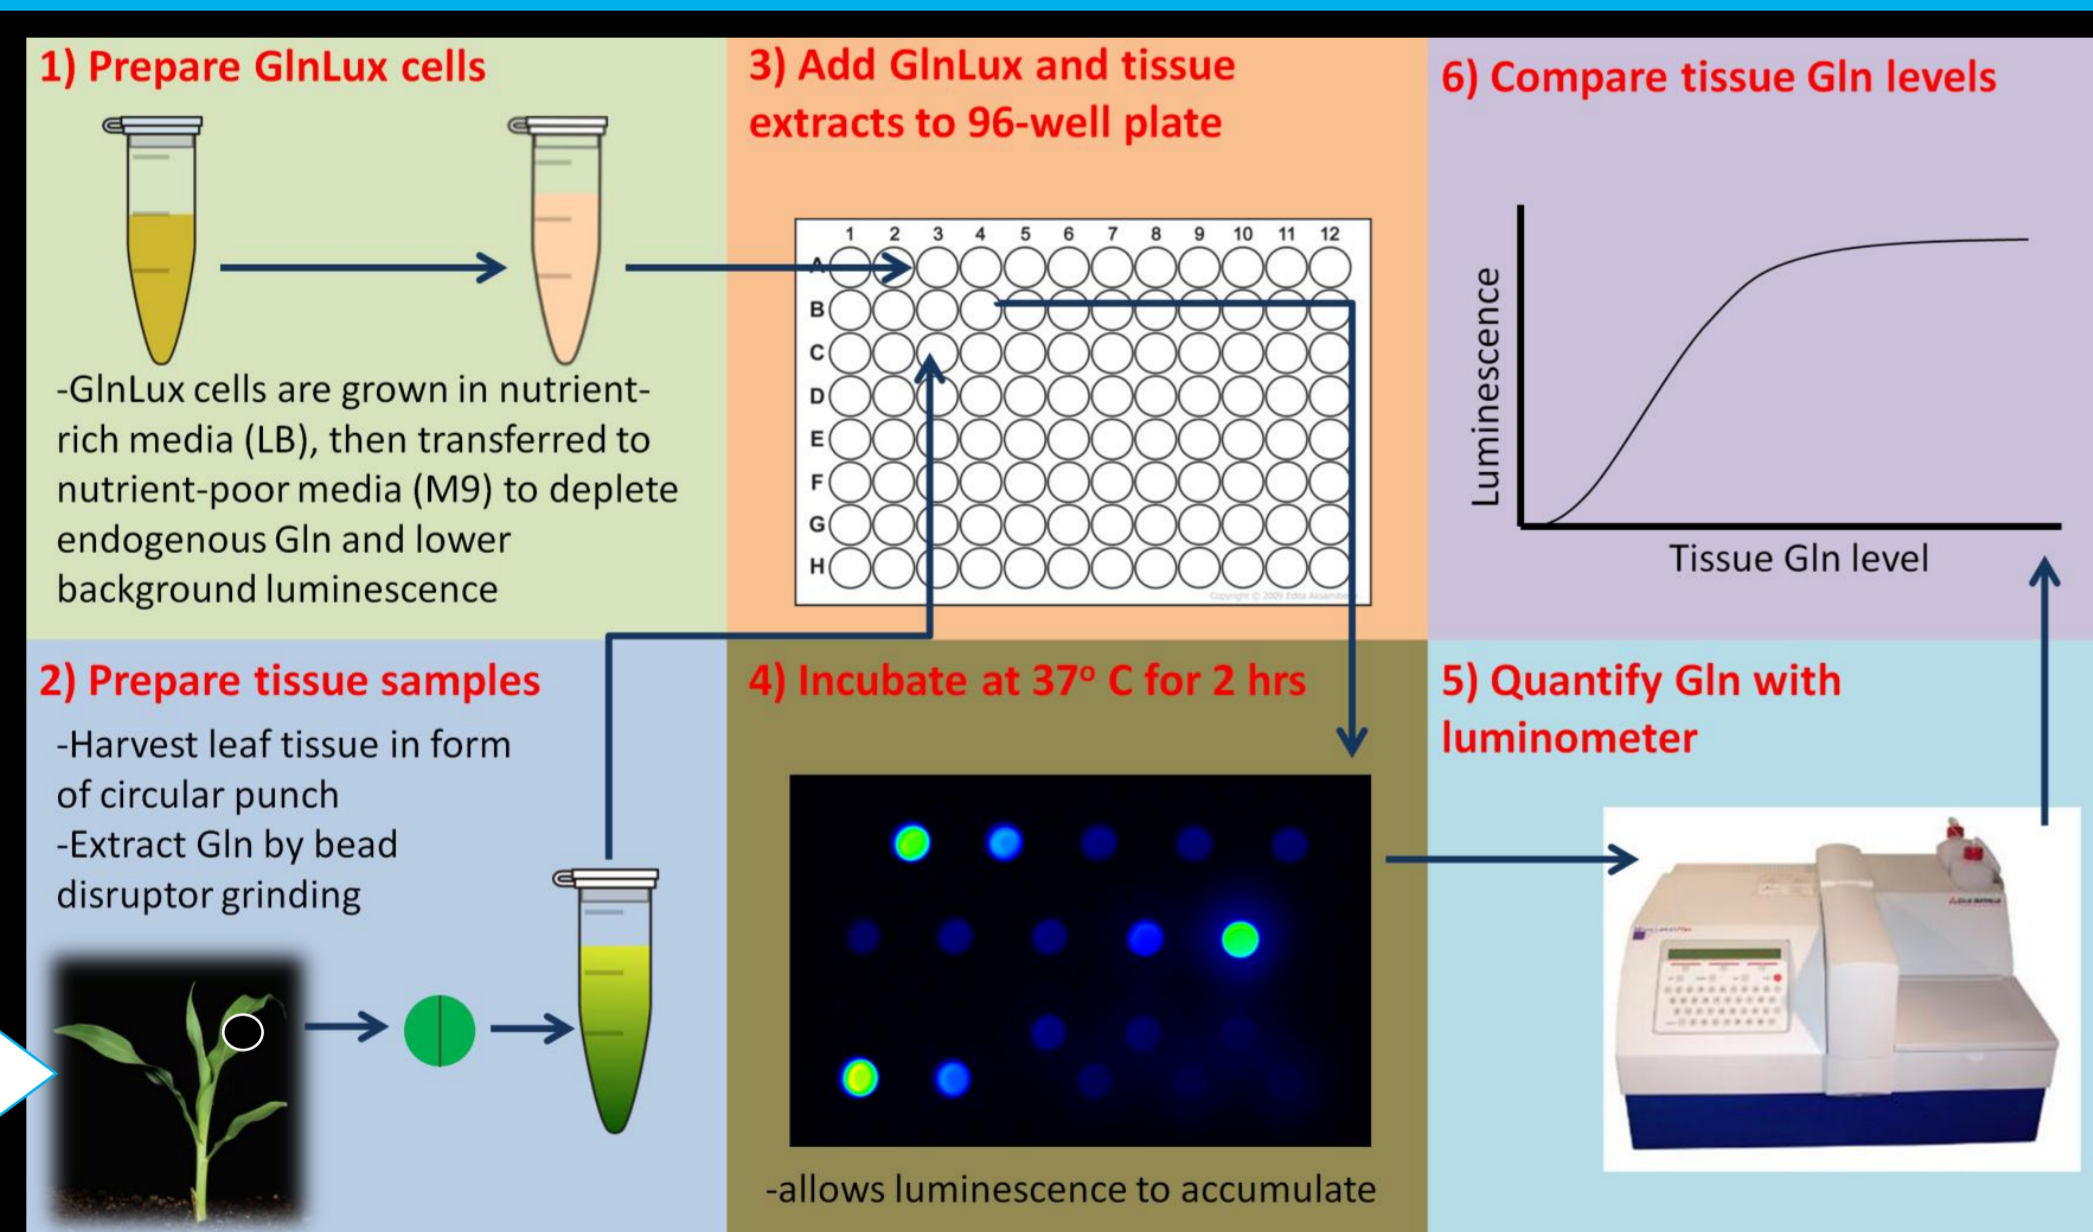 1) Prepare GlnLux cells
-GlnLux cells are grown in nutrient-
rich media (LB), then transferred to
nutrient-poor media (M9) to deplete
endogenous Gln and lower
background luminescence
2) Prepare tissue samples
-Harvest leaf tissue in form
of circular punch
-Extract Gln by bead
disruptor grinding
3) Add GlnLux and tissue
extracts to 96-well plate
1 2 3 4 5 6 7 8 9 10 11 12
A
B
C
D
E
F
G
H
Copyright © 2009 Edita
4) Incubate at 37º C for 2 hrs
-allows luminescence to accumulate
5) Quantify Gln with
luminometer
6) Compare tissue Gln levels
Luminescence
Tissue Gln level